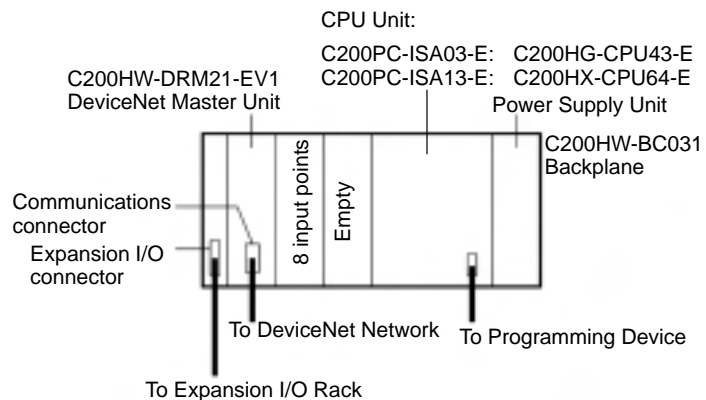 CPU Unit:
C200PC-ISA03-E: C200HG-CPU43-E
C200PC-ISA13-E: C200HX-CPU64-E
C200HW-DRM21-EV1
DeviceNet Master Unit
Power Supply Unit
C200HW-BC031
Backplane
8 input points
Empty
Communications
connector
Expansion I/O
connector
To DeviceNet Network
To Programming Device
To Expansion I/O Rack